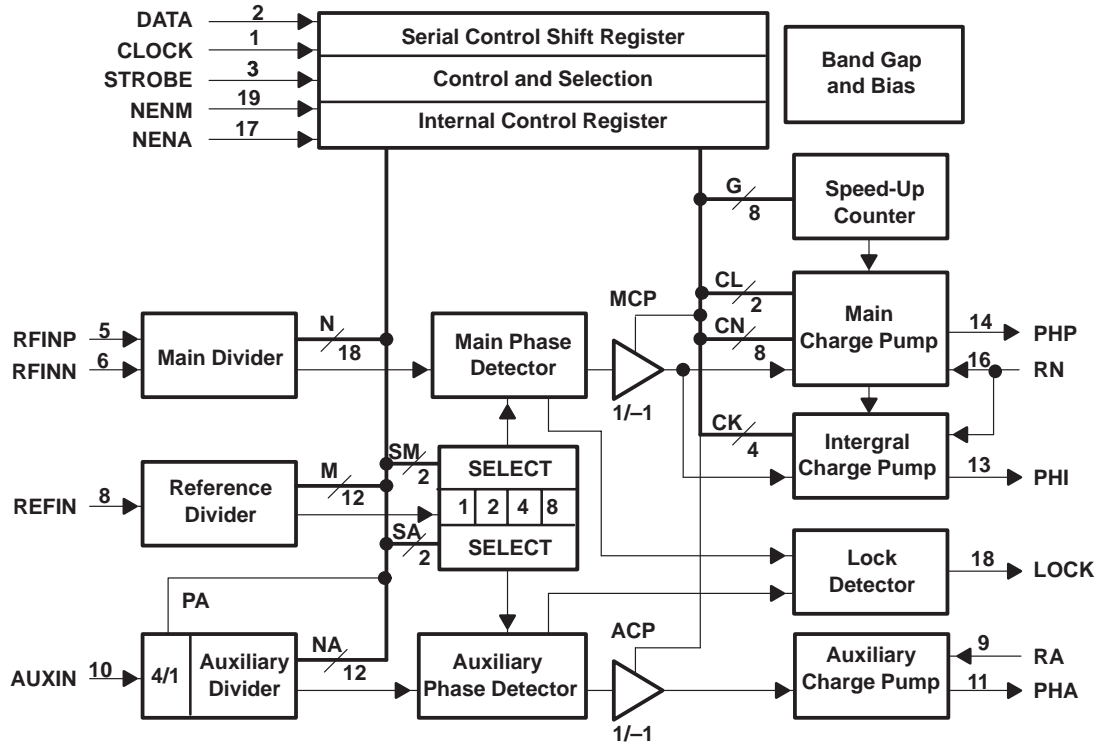 DATA 2
CLOCK 1
STROBE 3
NENM 19
NENA 17
Serial Control Shift Register
Control and Selection
Internal Control Register
Band Gap
and Bias
G
8
Speed-Up
Counter
CL
2
MCP
CN
8
Main
Charge Pump
14 PHP
16 RN
RFINP 5
RFINN 6
Main Divider
N
18
Main Phase
Detector
1/–1
CK
4
Intergral
Charge Pump
13 PHI
REFIN 8
Reference
Divider
M
12
SM
2
SELECT
1 2 4 8
SA
2
SELECT
Lock
Detector
18 LOCK
PA
AUXIN 10
4/1
Auxiliary
Divider
NA
12
Auxiliary
Phase Detector
ACP
1/–1
Auxiliary
Charge Pump
9 RA
11 PHA